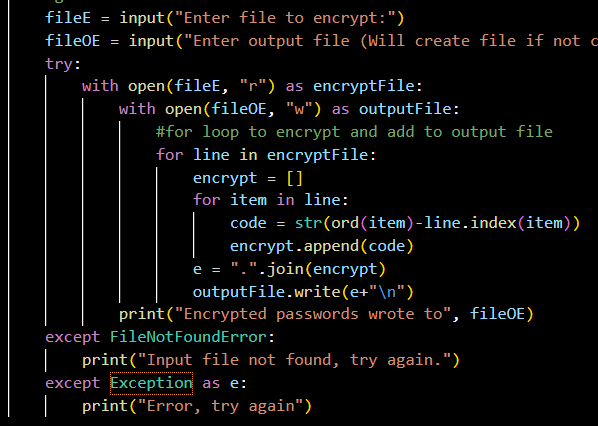 fileE = input("Enter file to encrypt:")
fileOE = input("Enter output file (Will create file if not c
try:
with open(fileE, "r") as encryptFile:
with open(fileOE, "w") as outputFile:
#for loop to encrypt and add to output file
for line in encryptFile:
encrypt = []
for item in line:
code = str(ord(item)-line.index(item))
encrypt.append(code)
e = ".".join(encrypt)
outputFile.write(e+"\n")
print("Encrypted passwords wrote to", fileOE)
except FileNotFoundError:
print("Input file not found, try again.")
except Exception as e:
print("Error, try again")